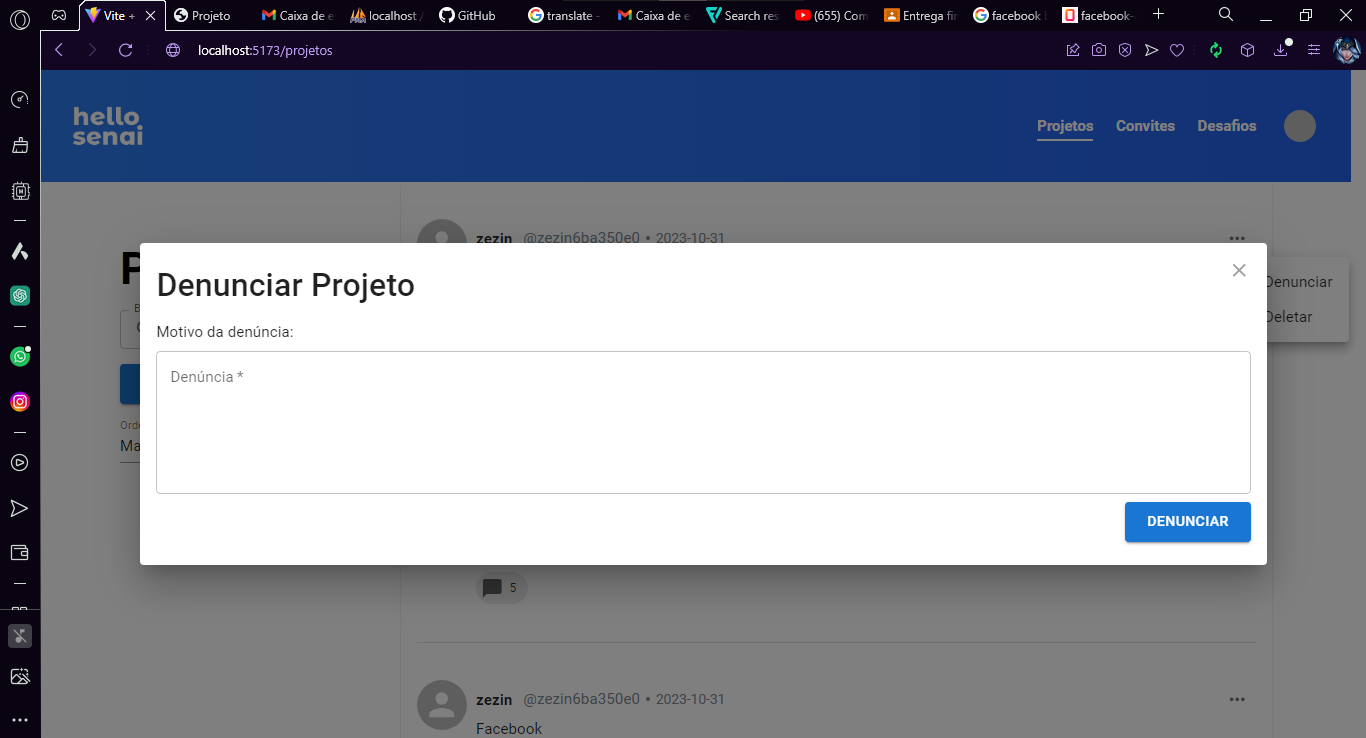 Vite +
Projeto
Caixa de e
localhost /
GitHub
translate -
Caixa de e
Search res
(655) Com
Entrega fin
facebook
facebook-
localhost:5173/projetos
hello
senai
Projetos
Convites
Desafios
zezin @zezin6ba350e0 • 2023-10-31
Denunciar
Deletar
Denunciar Projeto
Motivo da denúncia:
Denúncia *
DENUNCIAR
5
zezin @zezin6ba350e0 • 2023-10-31
Facebook